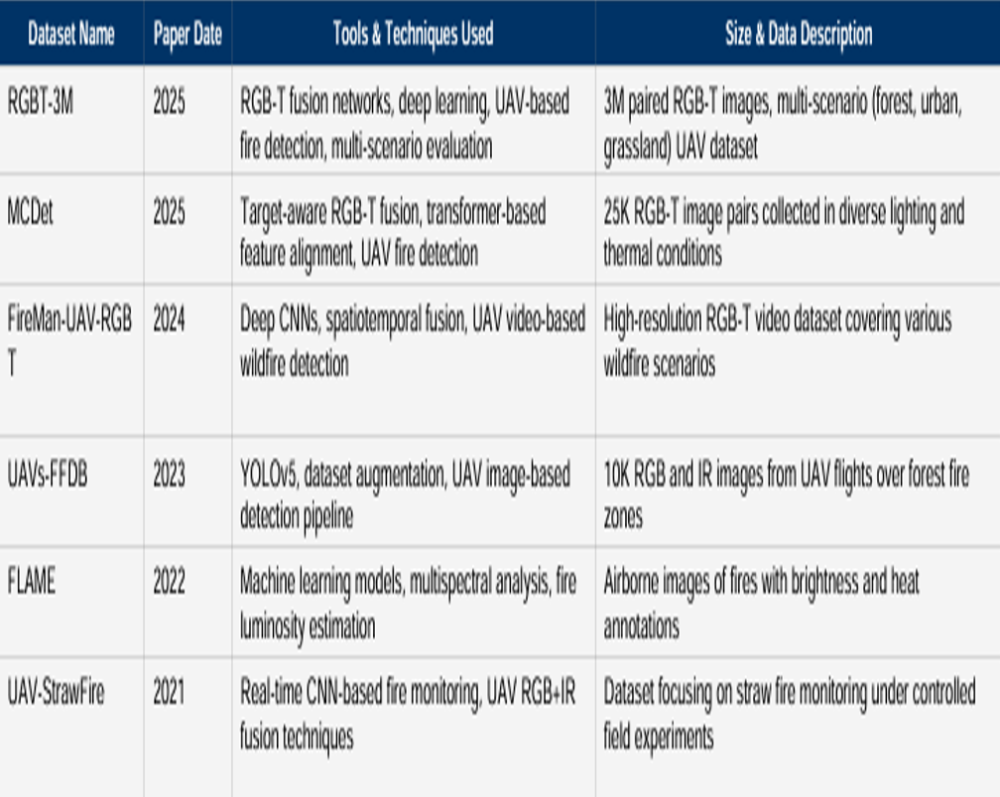 Dataset Name Paper Date Tools & Techniques Used Size & Data Description
RGBT-3M 2025 RGB-T fusion networks, deep learning, UAV-based 3M paired RGB-T images, multi-scenario (forest, urban,
fire detection, multi-scenario evaluation grassland) UAV dataset
MCDet 2025 Target-aware RGB-T fusion, transformer-based 25K RGB-T image pairs collected in diverse lighting and
feature alignment, UAV fire detection thermal conditions
FireMan-UAV-RGB 2024 Deep CNNs, spatiotemporal fusion, UAV video-based High-resolution RGB-T video dataset covering various
T wildfire detection wildfire scenarios
UAVs-FFDB 2023 YOLOv5, dataset augmentation, UAV image-based 10K RGB and IR images from UAV flights over forest fire
detection pipeline zones
FLAME 2022 Machine learning models, multispectral analysis, fire Airborne images of fires with brightness and heat
luminosity estimation annotations
UAV-StrawFire 2021 Real-time CNN-based fire monitoring, UAV RGB+IR Dataset focusing on straw fire monitoring under controlled
fusion techniques field experiments